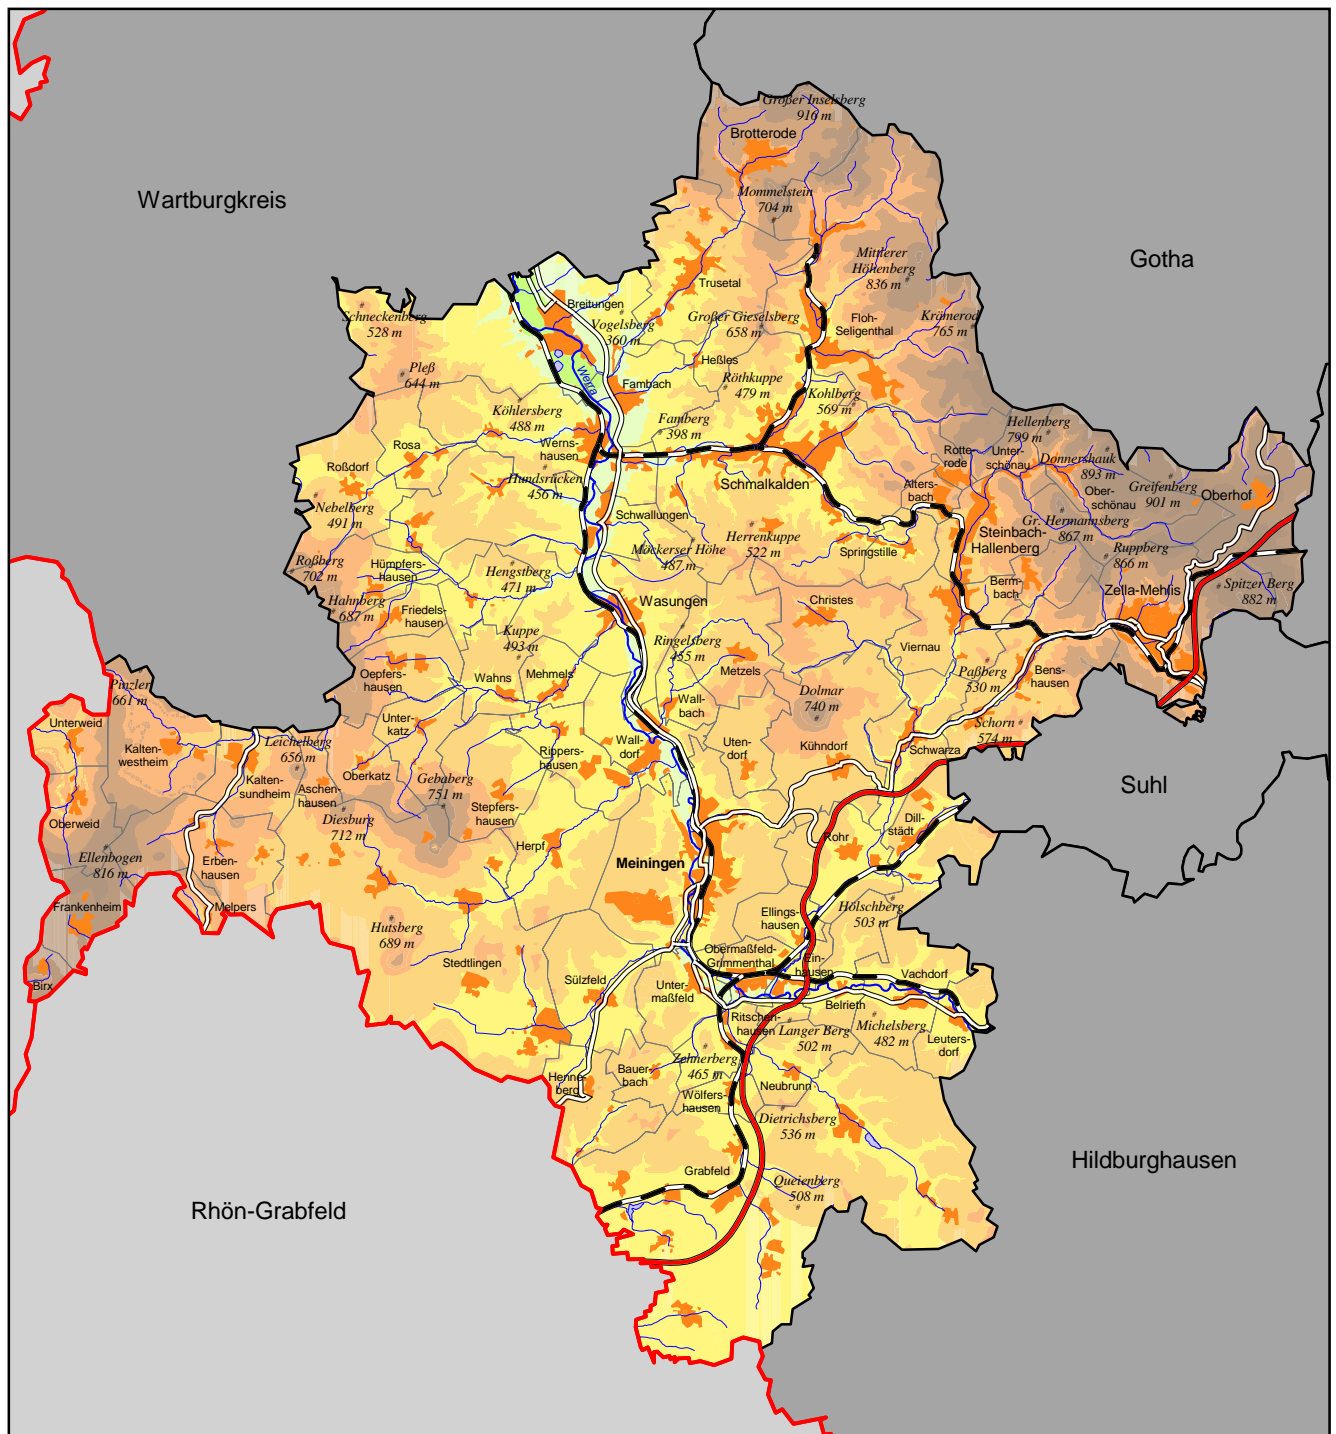 Großer Inselsberg
916 m
Brotterode
Wartburgkreis
Mommelstein
704 m
Gotha
Mittlerer
Höhenberg
836 m
Trusetal
Breitungen
Vogelsberg
360 m
Schneckenberg
528 m
Großer Gieselsberg
658 m
Floh-
Seligenthal
Krämerod
765 m
Pleß
644 m
Werra
Heßles
Fambach
Röthkuppe
479 m
Kohlberg
569 m
Köhlersberg
488 m
Famberg
398 m
Hellenberg
799 m
Werns-
hausen
Rosa
Roßdorf
Rotte-
rode
Unter-
schönau
Donnershauk
893 m
Hundsrücken
456 m
Schmalkalden
Alters-
bach
Ober-
schönau
Greifenberg
901 m
Oberhof
Nebelberg
491 m
Schwallungen
Gr. Hermannsberg
867 m
Herrenkuppe
522 m
Steinbach-
Hallenberg
Möckerser Höhe
487 m
Springstille
Ruppberg
866 m
Roßberg
702 m
Hümpfers-
hausen
Hengstberg
471 m
Berm-
bach
Zella-Mehlis
Spitzer Berg
882 m
Hahnberg
687 m
Friedels-
hausen
Wasungen
Christes
Kuppe
493 m
Ringelsberg
455 m
Viernau
Oepfers-
hausen
Wahns
Mehmels
Metzels
Paßberg
530 m
Bens-
hausen
Pinzler
661 m
Dolmar
740 m
Wall-
bach
Unterweid
Unter-
katz
Schorn
574 m
Kalten-
westheim
Leichelberg
656 m
Rippers-
hausen
Wall-
dorf
Uten-
dorf
Kühndorf
Schwarza
Oberkatz
Gebaberg
751 m
Kalten-
sundheim
Aschen-
hausen
Suhl
Stepfers-
hausen
Diesburg
712 m
Oberweid
Dill-
städt
Rohr
Herpf
Ellenbogen
816 m
Erben-
hausen
Meiningen
Frankenheim
Melpers
Hölschberg
503 m
Ellings-
hausen
Hutsberg
689 m
Obermaßfeld-
Grimmenthal
Ein-
hausen
Stedtlingen
Sülzfeld
Vachdorf
Birx
Unter-
maßfeld
Belrieth
Ritschen-
hausen
Langer Berg
502 m
Michelsberg
482 m
Leuters-
dorf
Zehnerberg
465 m
Henne-
berg
Bauer-
bach
Neubrunn
Wölfers-
hausen
Dietrichsberg
536 m
Hildburghausen
Grabfeld
Queienberg
508 m
Rhön-Grabfeld